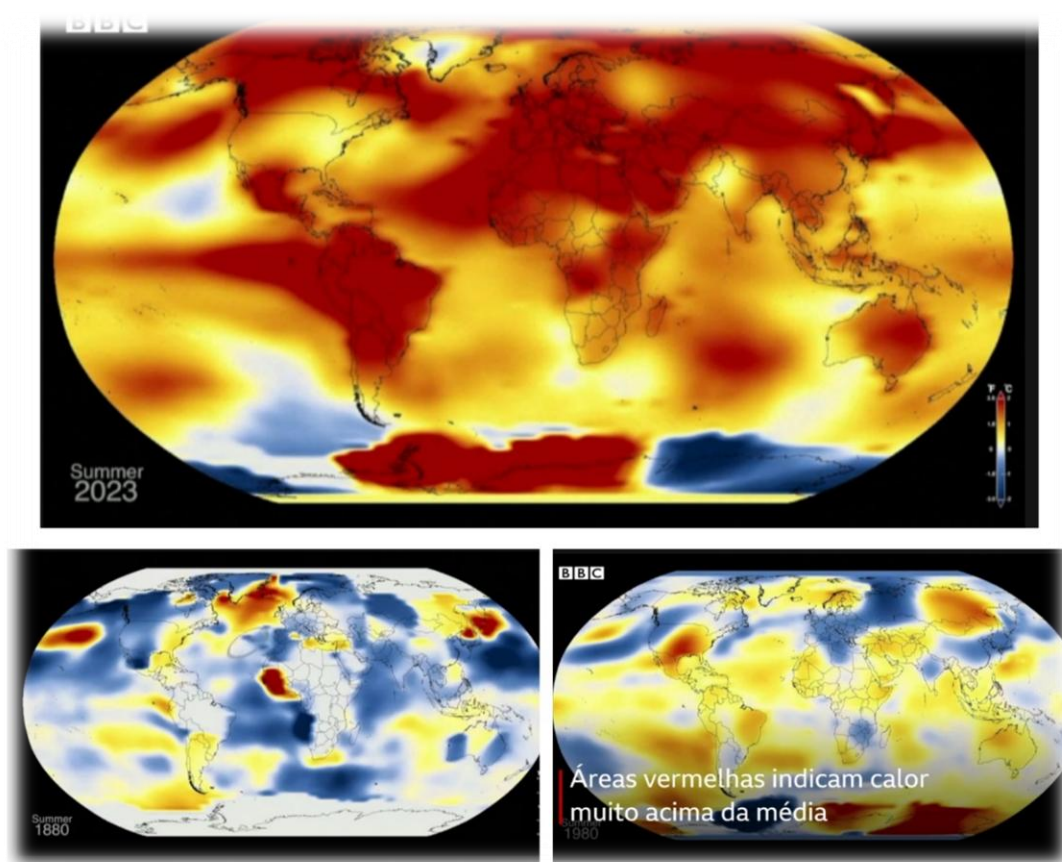 BBC
Summer
2023
°F °C
Summer
1880
BBC
Áreas vermelhas indicam calor
muito acima da média
1980